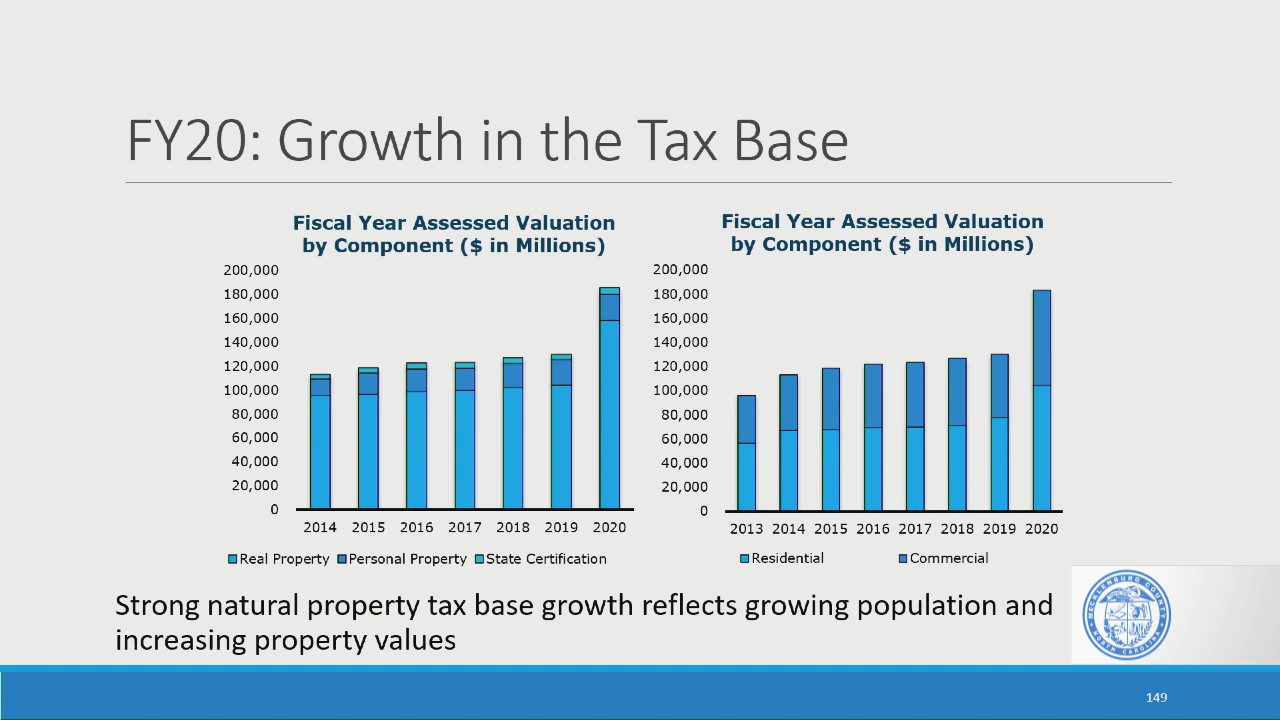 FY20: Growth in the Tax Base
Fiscal Year Assessed Valuation
by Component ($ in Millions)
200,000
180,000
160,000
140,000
120,000
100,000
80,000
60,000
40,000
20,000
0
2014 2015 2016 2017 2018 2019 2020
Real Property Personal Property State Certification
Fiscal Year Assessed Valuation
by Component ($ in Millions)
200,000
180,000
160,000
140,000
120,000
100,000
80,000
60,000
40,000
20,000
0
2013 2014 2015 2016 2017 2018 2019 2020
Residential Commercial
Strong natural property tax base growth reflects growing population and
increasing property values
MECKLENBURG COUNTY
NORTH CAROLINA
149